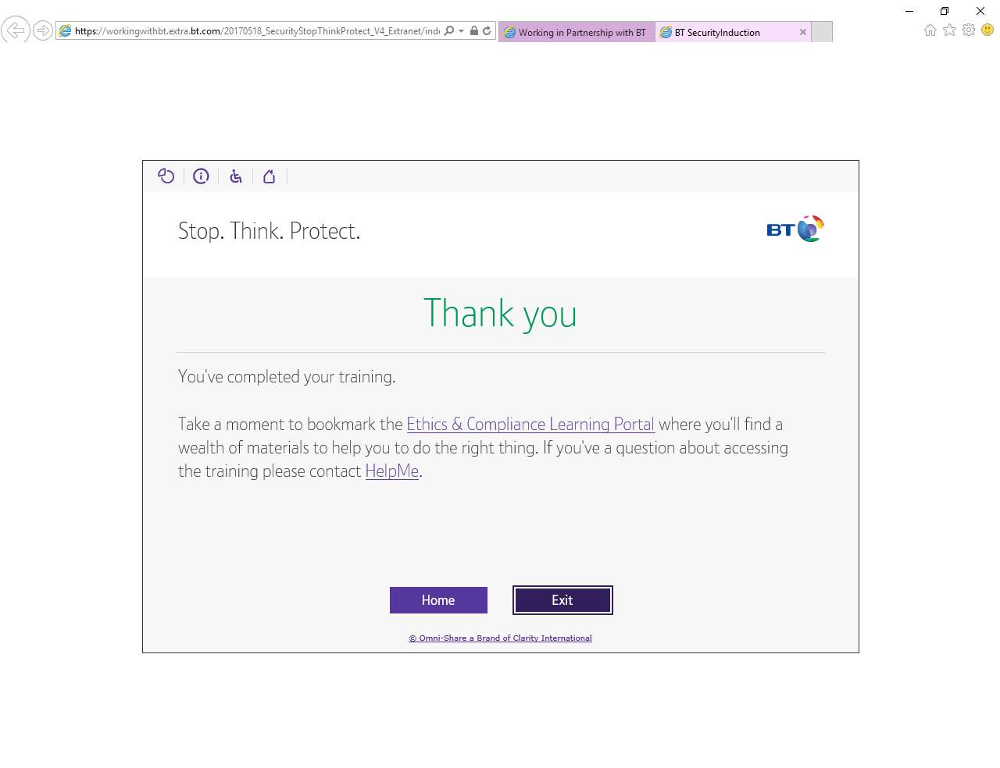 https://workingwithbt.extra.bt.com/20170518_SecurityStopThinkProtect_V4_Extranet/ind
Working in Partnership with BT
BT SecurityInduction
Stop. Think. Protect.
BT
Thank you
You've completed your training.
Take a moment to bookmark the Ethics & Compliance Learning Portal where you'll find a
wealth of materials to help you to do the right thing. If you've a question about accessing
the training please contact HelpMe.
Home
Exit
© Omni-Share a Brand of Clarity International